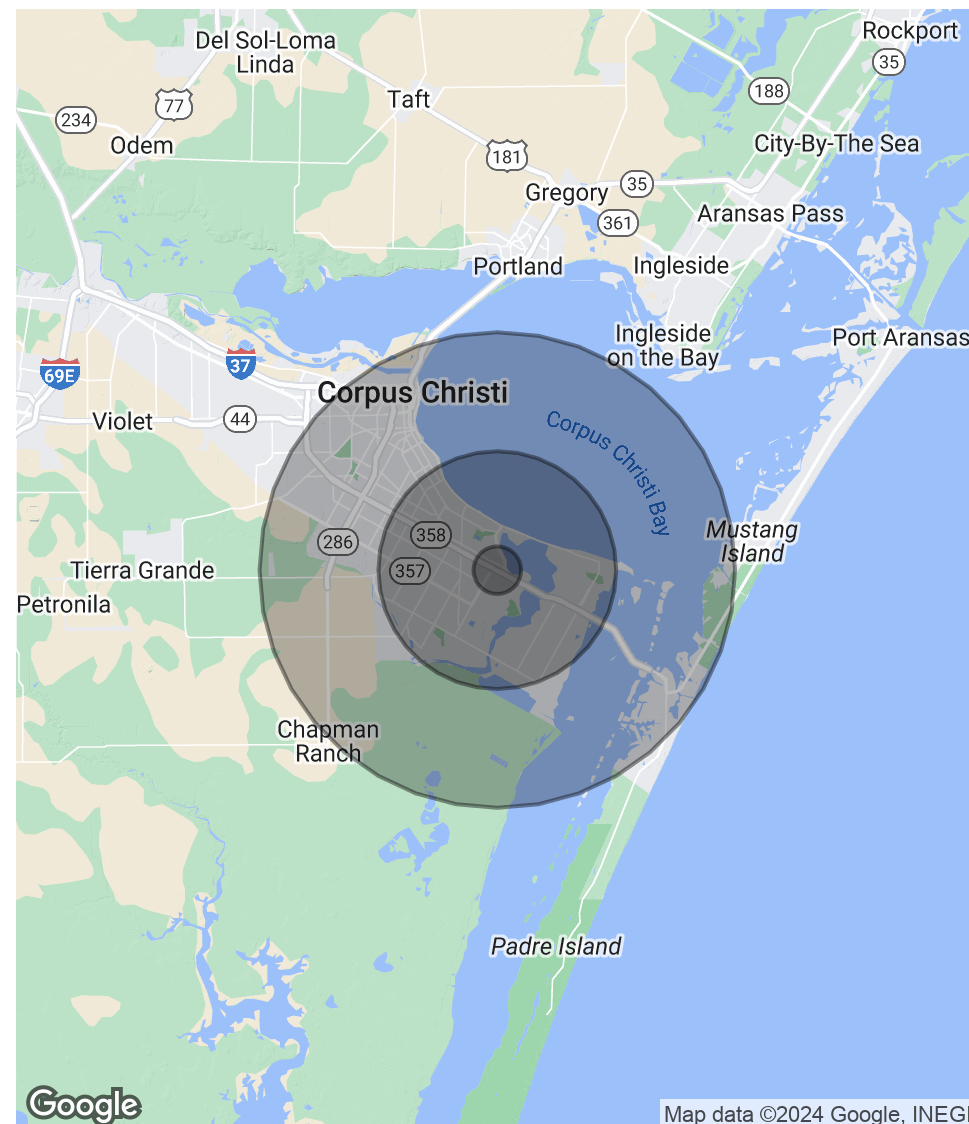 Rockport
Del Sol-Loma
Linda
35
188
Taft
77
234
Odem
City-By-The Sea
181
Gregory
35
361
Aransas Pass
Portland
Ingleside
Ingleside
on the Bay
Port Aransas
37
69E
Corpus Christi
Violet
44
Corpus Christi Bay
358
286
Mustang
Island
357
Tierra Grande
Petronila
Chapman
Ranch
Padre Island
Google
Map data ©2024 Google, INEGI